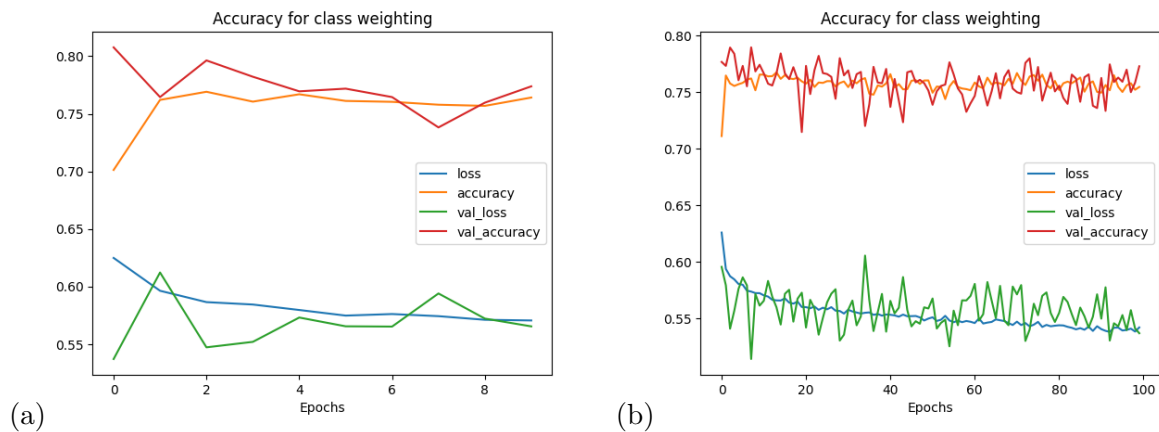 Accuracy for class weighting
0.80
0.75
0.70
0.65
0.60
0.55
loss
accuracy
val_loss
val_accuracy
0 2 4 6 8
Epochs
(a)
Accuracy for class weighting
0.80
0.75
0.70
0.65
0.60
0.55
loss
accuracy
val_loss
val_accuracy
0 20 40 60 80 100
Epochs
(b)